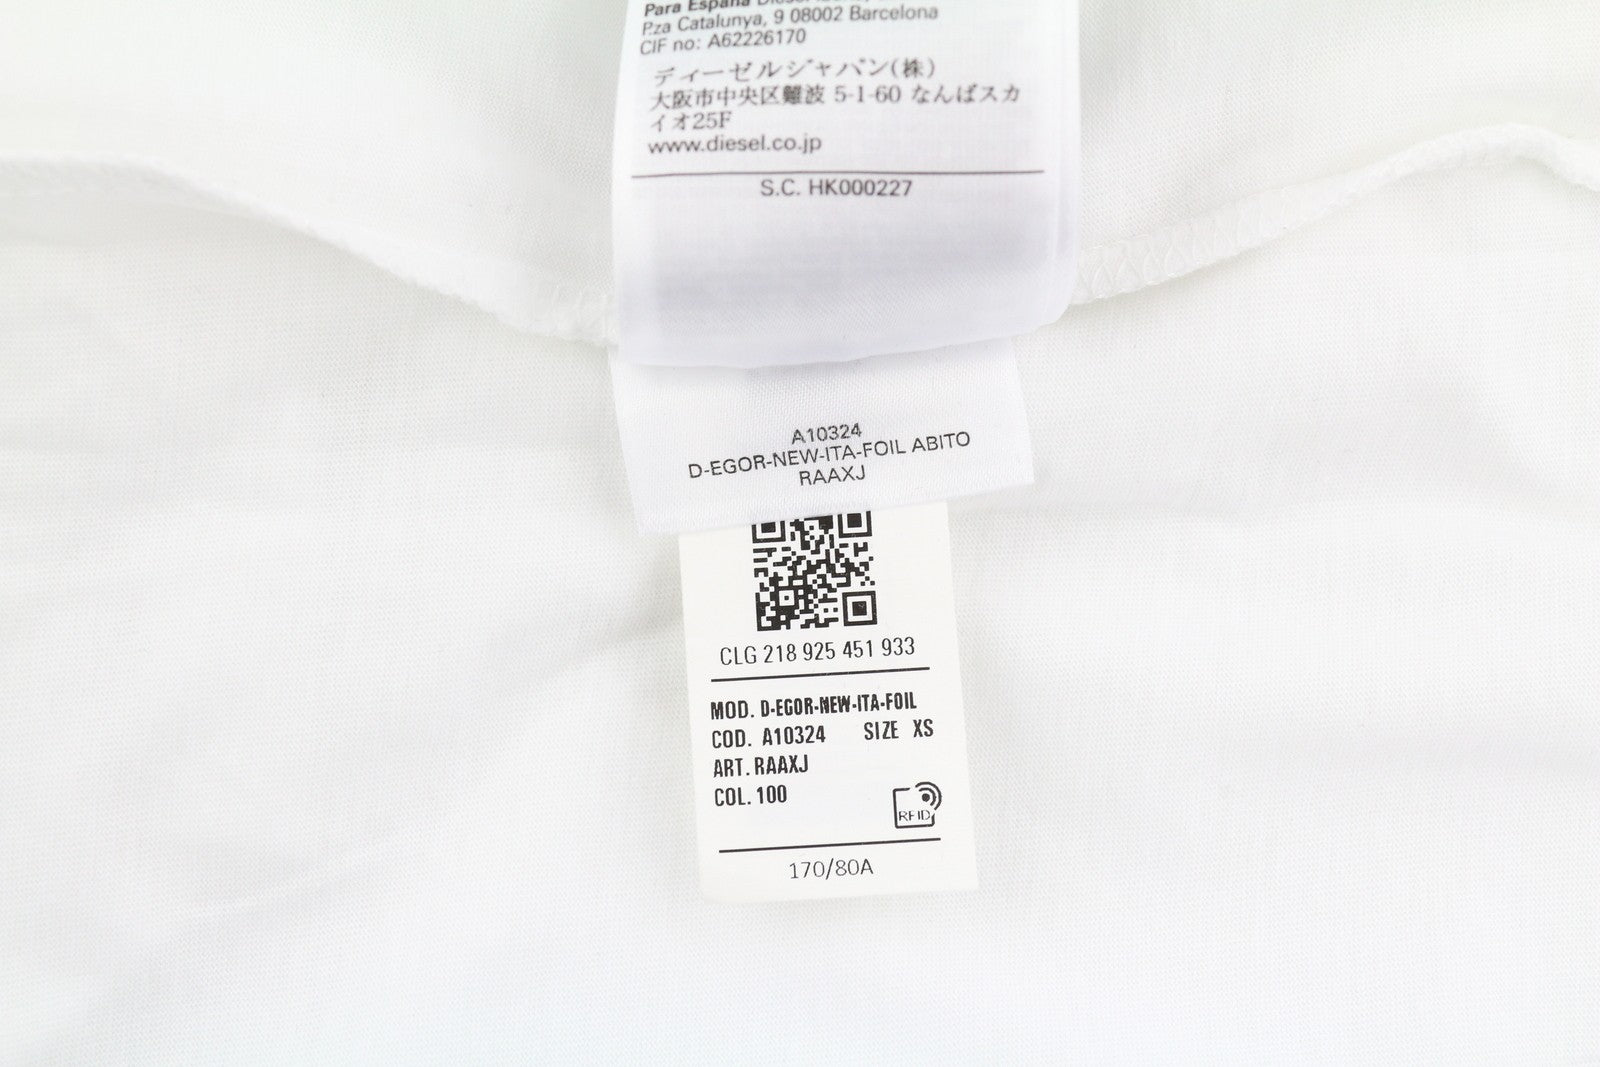 Para España Diesel
P.za Catalunya, 9 08002 Barcelona
CIF no: A62226170
ディーゼルジャパン(株)
大阪市中央区難波 5-1-60 なんばスカ
イオ25F
www.diesel.co.jp
S.C. HK000227
A10324
D-EGOR-NEW-ITA-FOIL ABITO
RAAXJ
CLG 218 925 451 933
MOD. D-EGOR-NEW-ITA-FOIL
COD. A10324 SIZE XS
ART. RAAXJ
COL. 100
RFID
170/80A